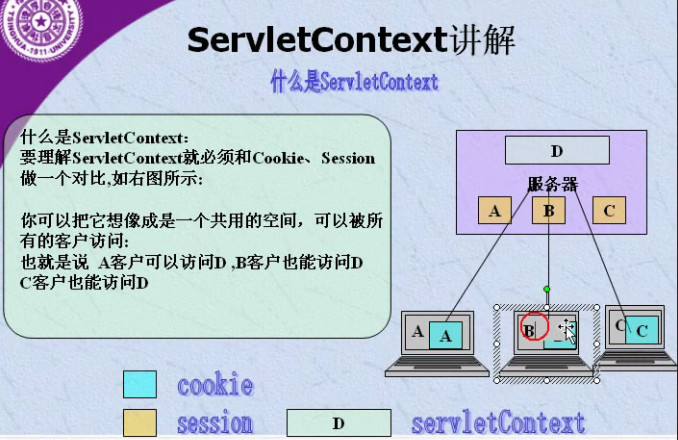 TSINGHUA
-1911-
UNIVERSITY
ServletContext讲解
什么是ServletContext
什么是ServletContext:
要理解ServletContext就必须和Cookie、Session
做一个对比,如右图所示:
你可以把它想像成是一个共用的空间，可以被所
有的客户访问:
也就是说 A客户可以访问D ,B客户也能访问D
C客户也能访问D
D
服务器
A B C
A A
B
C C
cookie
session
D servletContext